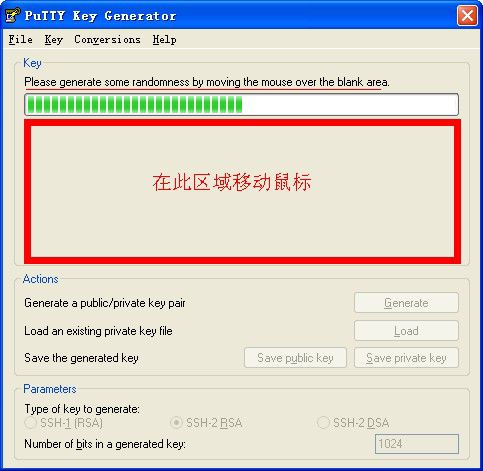 PuTTY Key Generator
File Key Conversions Help
Key
Please generate some randomness by moving the mouse over the blank area.
在此区域移动鼠标
Actions
Generate a public/private key pair
Generate
Load an existing private key file
Load
Save the generated key
Save public key
Save private key
Parameters
Type of key to generate:
SSH-1 (RSA)
SSH-2 RSA
SSH-2 DSA
Number of bits in a generated key:
1024